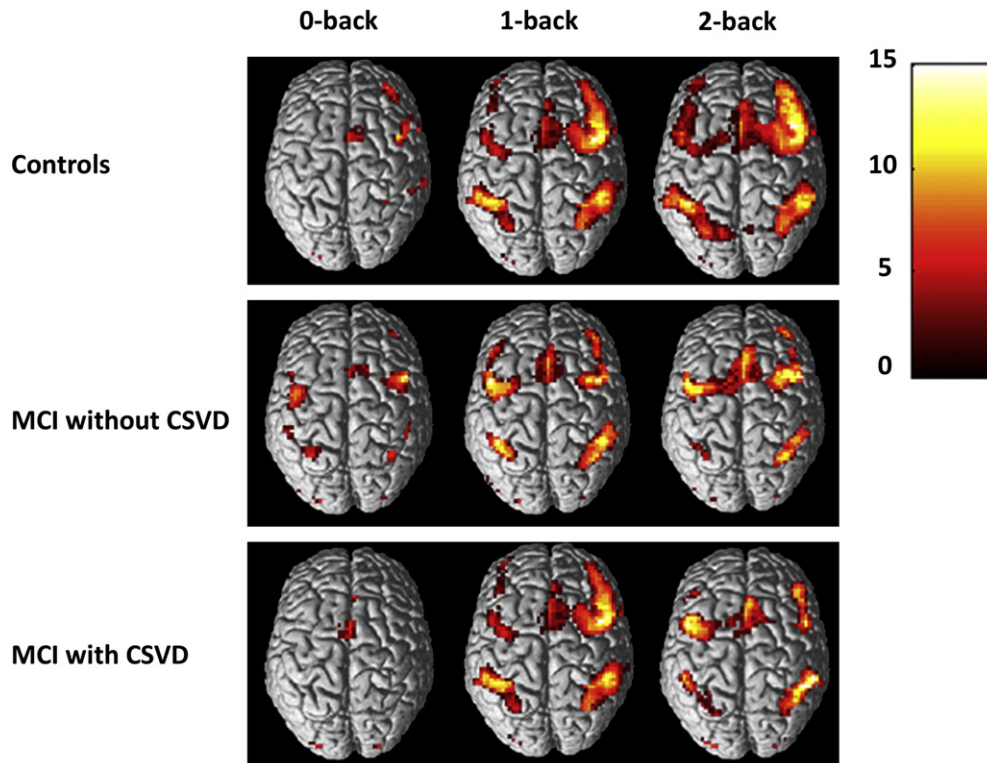 0-back 1-back 2-back
15
Controls
10
5
0
MCI without CSVD
MCI with CSVD